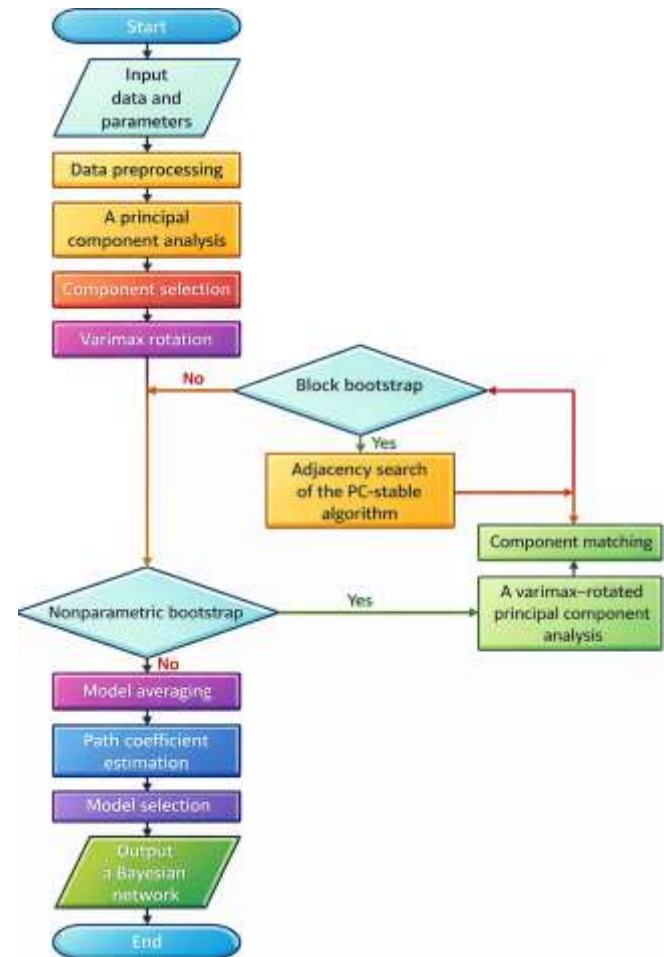 Start
Input
data and
parameters
Data preprocessing
A principal
component analysis
Component selection
Varimax rotation
No
Block bootstrap
Yes
Adjacency search
of the PC-stable
algorithm
Component matching
A varimax–rotated
principal component
analysis
Nonparametric bootstrap
Yes
No
Model averaging
Path coefficient
estimation
Model selection
Output
a Bayesian
network
End